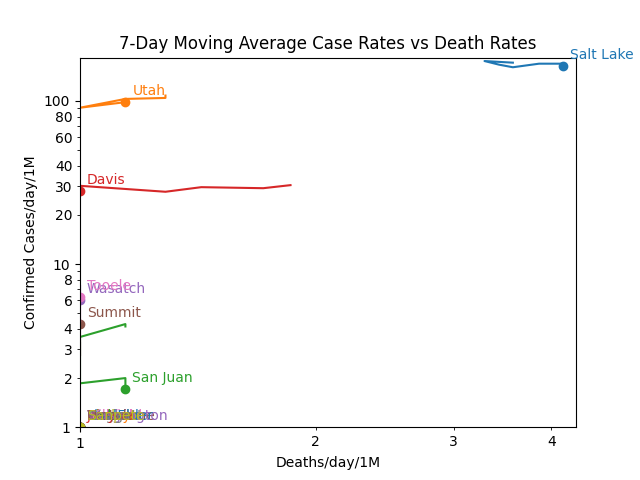 7-Day Moving Average Case Rates vs Death Rates
Salt Lake
Utah
Davis
Tooele
Wasatch
Summit
San Juan
Confirmed Cases/day/1M
100
80
60
40
30
20
10
8
6
4
3
2
1
1
2
3
4
Deaths/day/1M